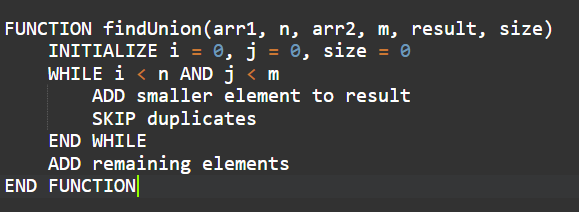 FUNCTION findUnion(arr1, n, arr2, m, result, size)
    INITIALIZE i = 0, j = 0, size = 0
    WHILE i < n AND j < m
        ADD smaller element to result
        SKIP duplicates
    END WHILE
    ADD remaining elements
END FUNCTION